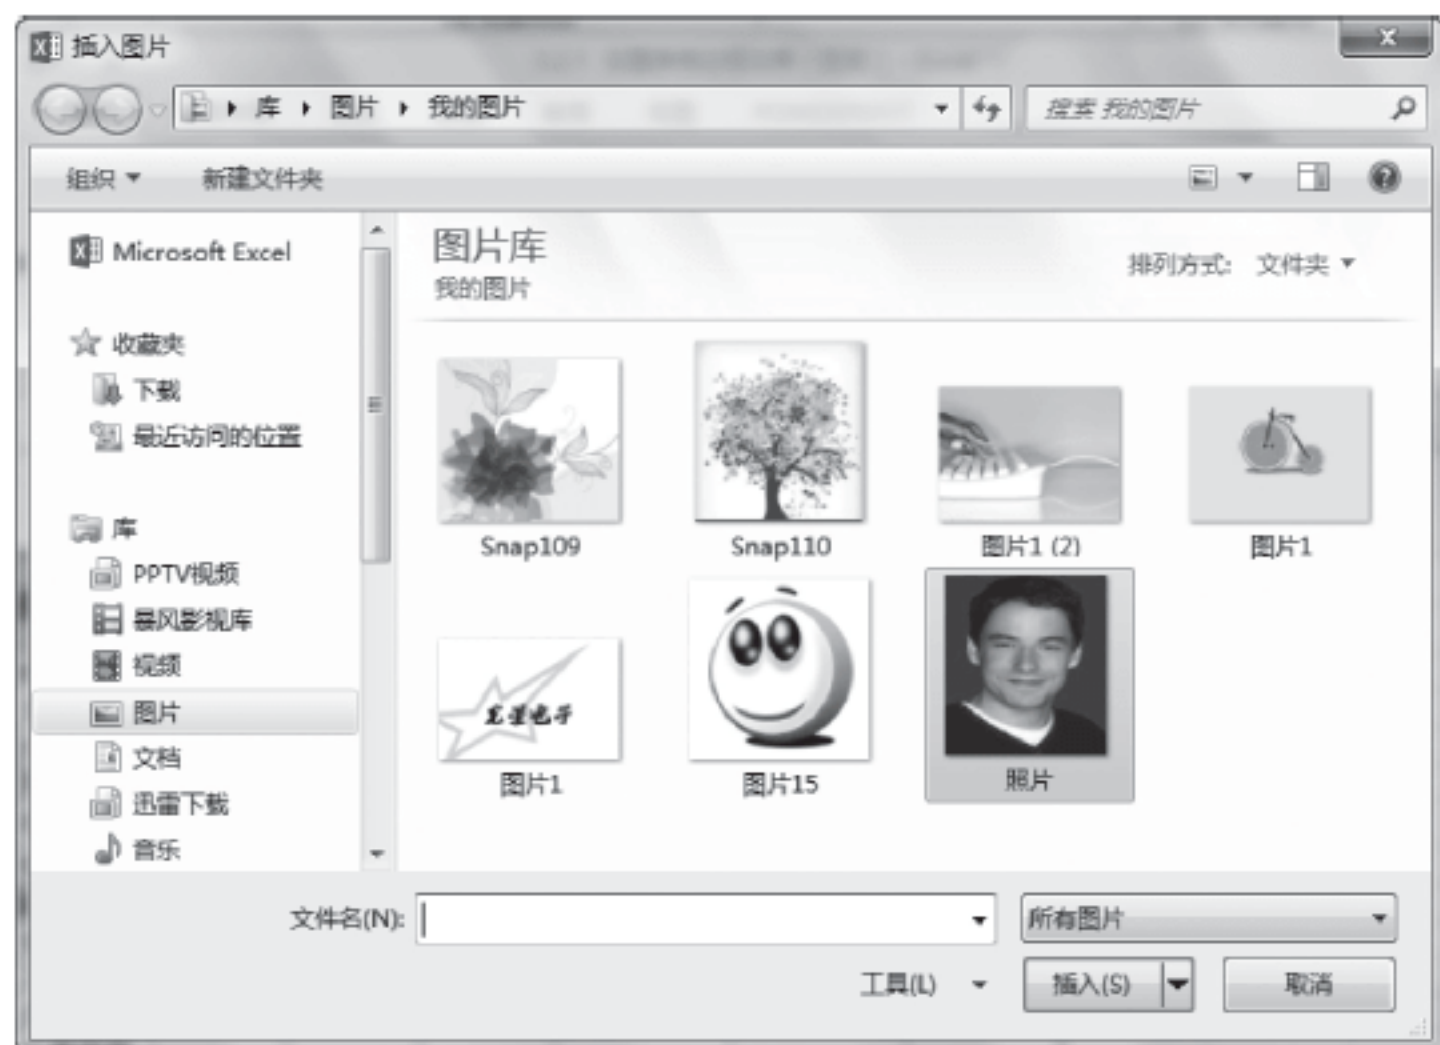 插入图片
库 图片 我的图片
搜索 我的图片
组织 新建文件夹
Microsoft Excel
收藏夹
下载
最近访问的位置
库
PPTV视频
暴风影视库
视频
图片
文档
迅雷下载
音乐
图片库
我的图片
排列方式: 文件夹
Snap109
Snap110
图片1 (2)
图片1
图片1
图片15
照片
文件名(N):
所有图片
工具(L)
插入(S)
取消